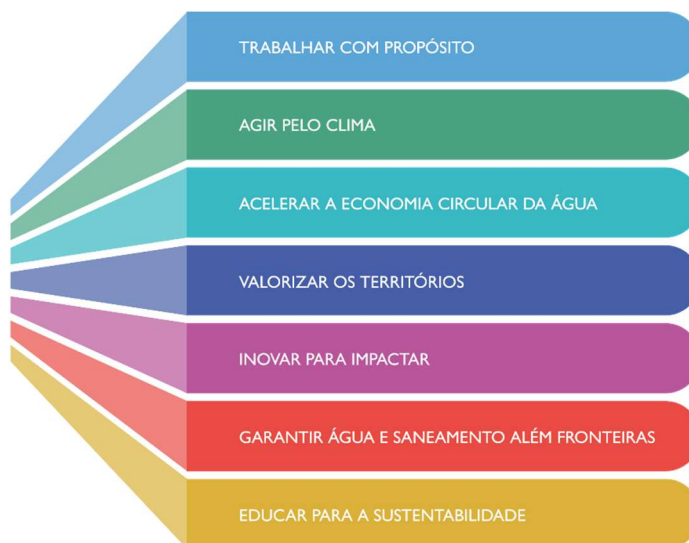 TRABALHAR COM PROPÓSITO
AGIR PELO CLIMA
ACELERAR A ECONOMIA CIRCULAR DA ÁGUA
VALORIZAR OS TERRITÓRIOS
INOVAR PARA IMPACTAR
GARANTIR ÁGUA E SANEAMENTO ALÉM FRONTEIRAS
EDUCAR PARA A SUSTENTABILIDADE